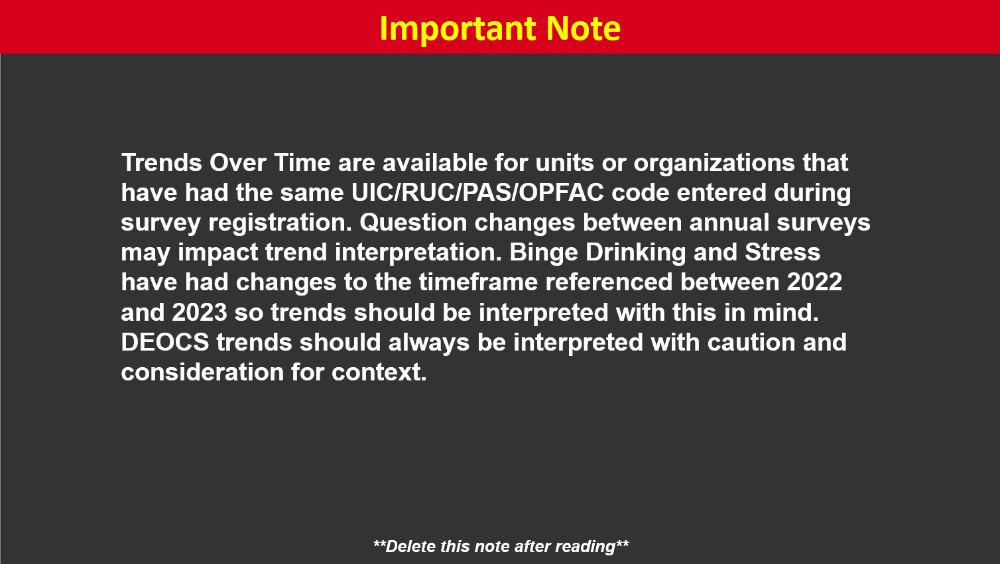 Important Note
Trends Over Time are available for units or organizations that
have had the same UIC/RUC/PAS/OPFAC code entered during
survey registration. Question changes between annual surveys
may impact trend interpretation. Binge Drinking and Stress
have had changes to the timeframe referenced between 2022
and 2023 so trends should be interpreted with this in mind.
DEOCS trends should always be interpreted with caution and
consideration for context.
**Delete this note after reading**